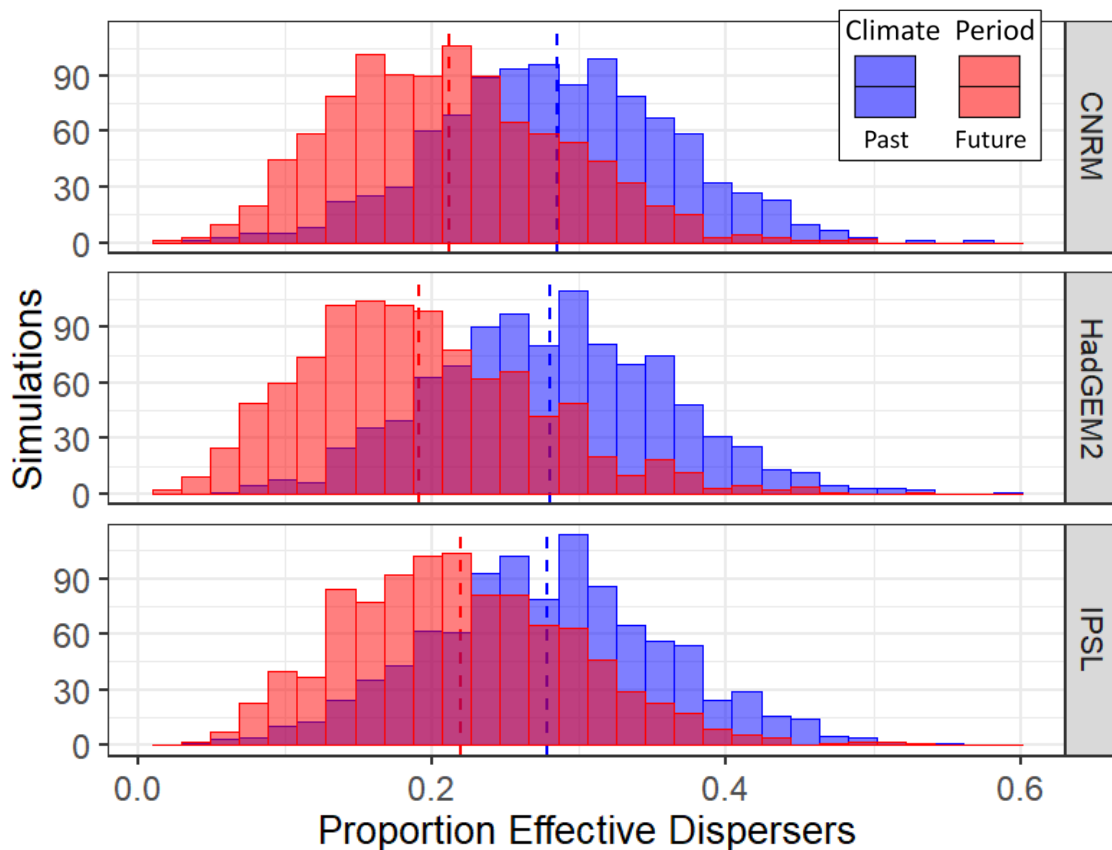 Climate Period
Past Future
90
60
30
0
CNRM
90
60
30
0
HadGEM2
90
60
30
0
IPSL
Simulations
0.0 0.2 0.4 0.6
Proportion Effective Dispersers